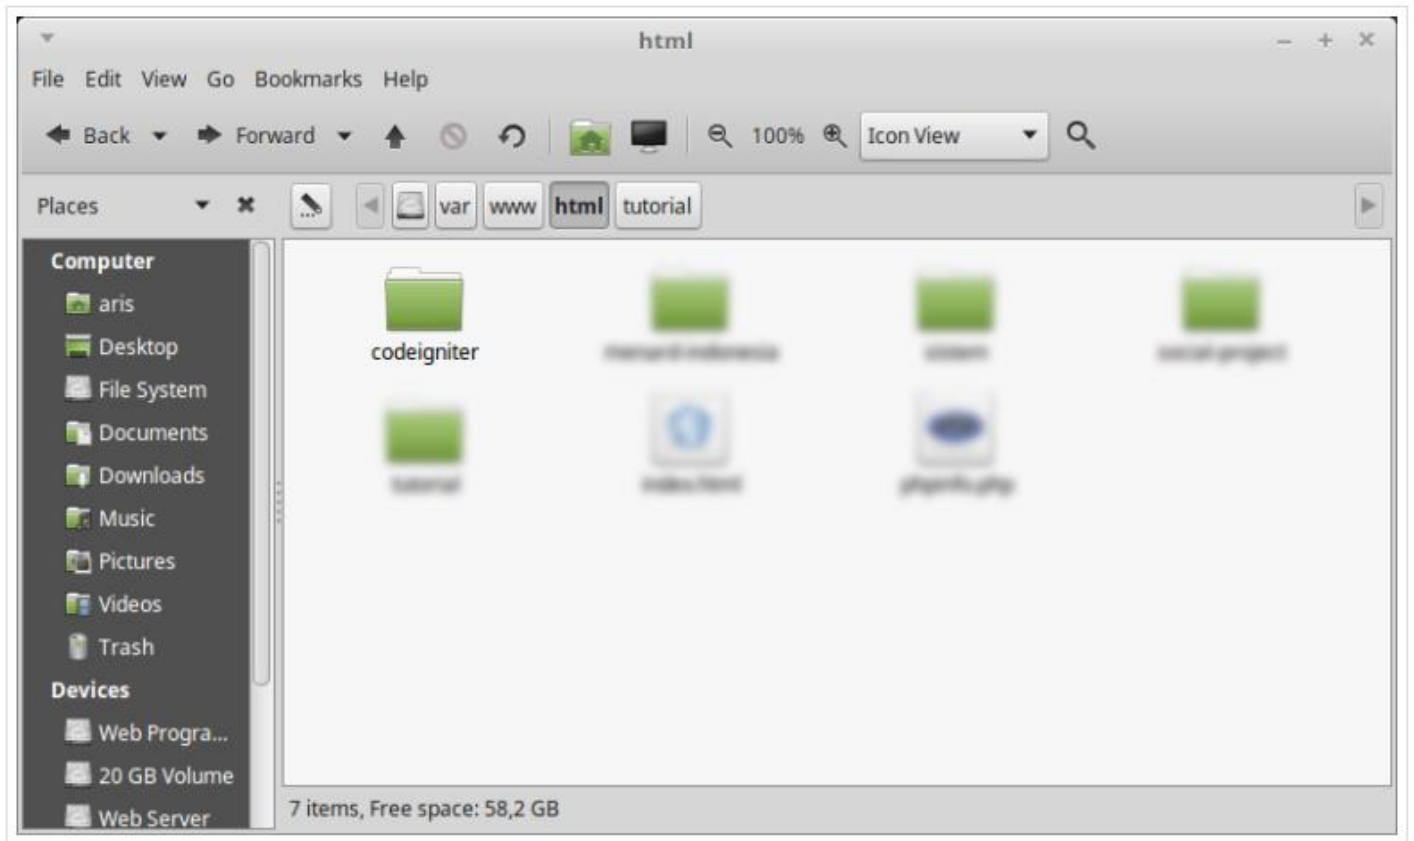 html
File Edit View Go Bookmarks Help
Back Forward 100% Icon View
Places var www html tutorial
Computer
aris
Desktop
File System
Documents
Downloads
Music
Pictures
Videos
Trash
Devices
Web Progra...
20 GB Volume
Web Server
codeigniter
7 items, Free space: 58,2 GB